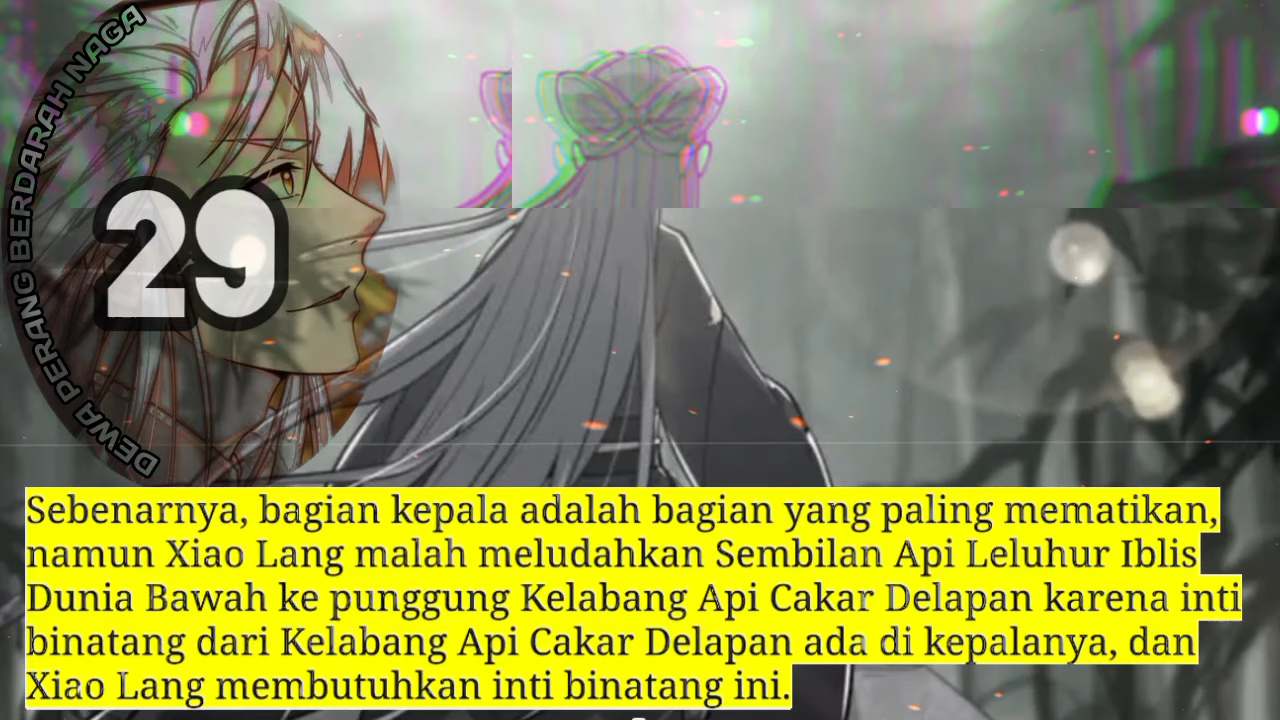 DEWA PERANG BERDARAH NAGA
29
Sebenarnya, bagian kepala adalah bagian yang paling mematikan,
namun Xiao Lang malah meludahkan Sembilan Api Leluhur Iblis
Dunia Bawah ke punggung Kelabang Api Cakar Delapan karena inti
binatang dari Kelabang Api Cakar Delapan ada di kepalanya, dan
Xiao Lang membutuhkan inti binatang ini.